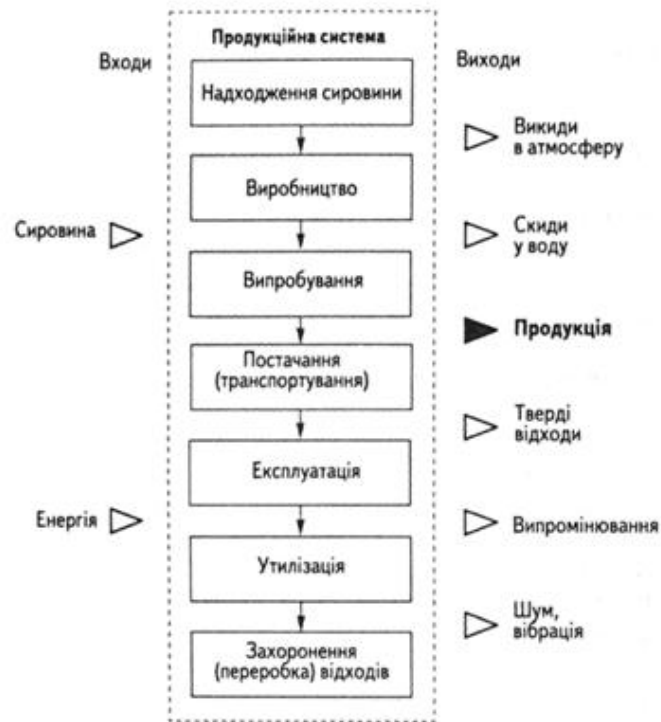 Продукційна система
Входи
Виходи
Надходження сировини
Викиди
в атмосферу
Виробництво
Сировина
Скиди
у воду
Випробування
Продукція
Постачання
(транспортування)
Тверді
відходи
Експлуатація
Енергія
Випромінювання
Утилізація
Шум,
вібрація
Захоронення
(переробка) відходів